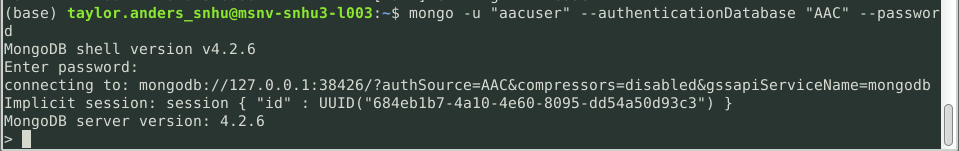 (base) taylor.anders_snhu@msnv-snhu3-l003:~$ mongo -u "aacuser" --authenticationDatabase "AAC" --passwor
d
MongoDB shell version v4.2.6
Enter password:
connecting to: mongodb://127.0.0.1:38426/?authSource=AAC&compressors=disabled&gssapiServiceName=mongodb
Implicit session: session { "id" : UUID("684eb1b7-4a10-4e60-8095-dd54a50d93c3") }
MongoDB server version: 4.2.6
>